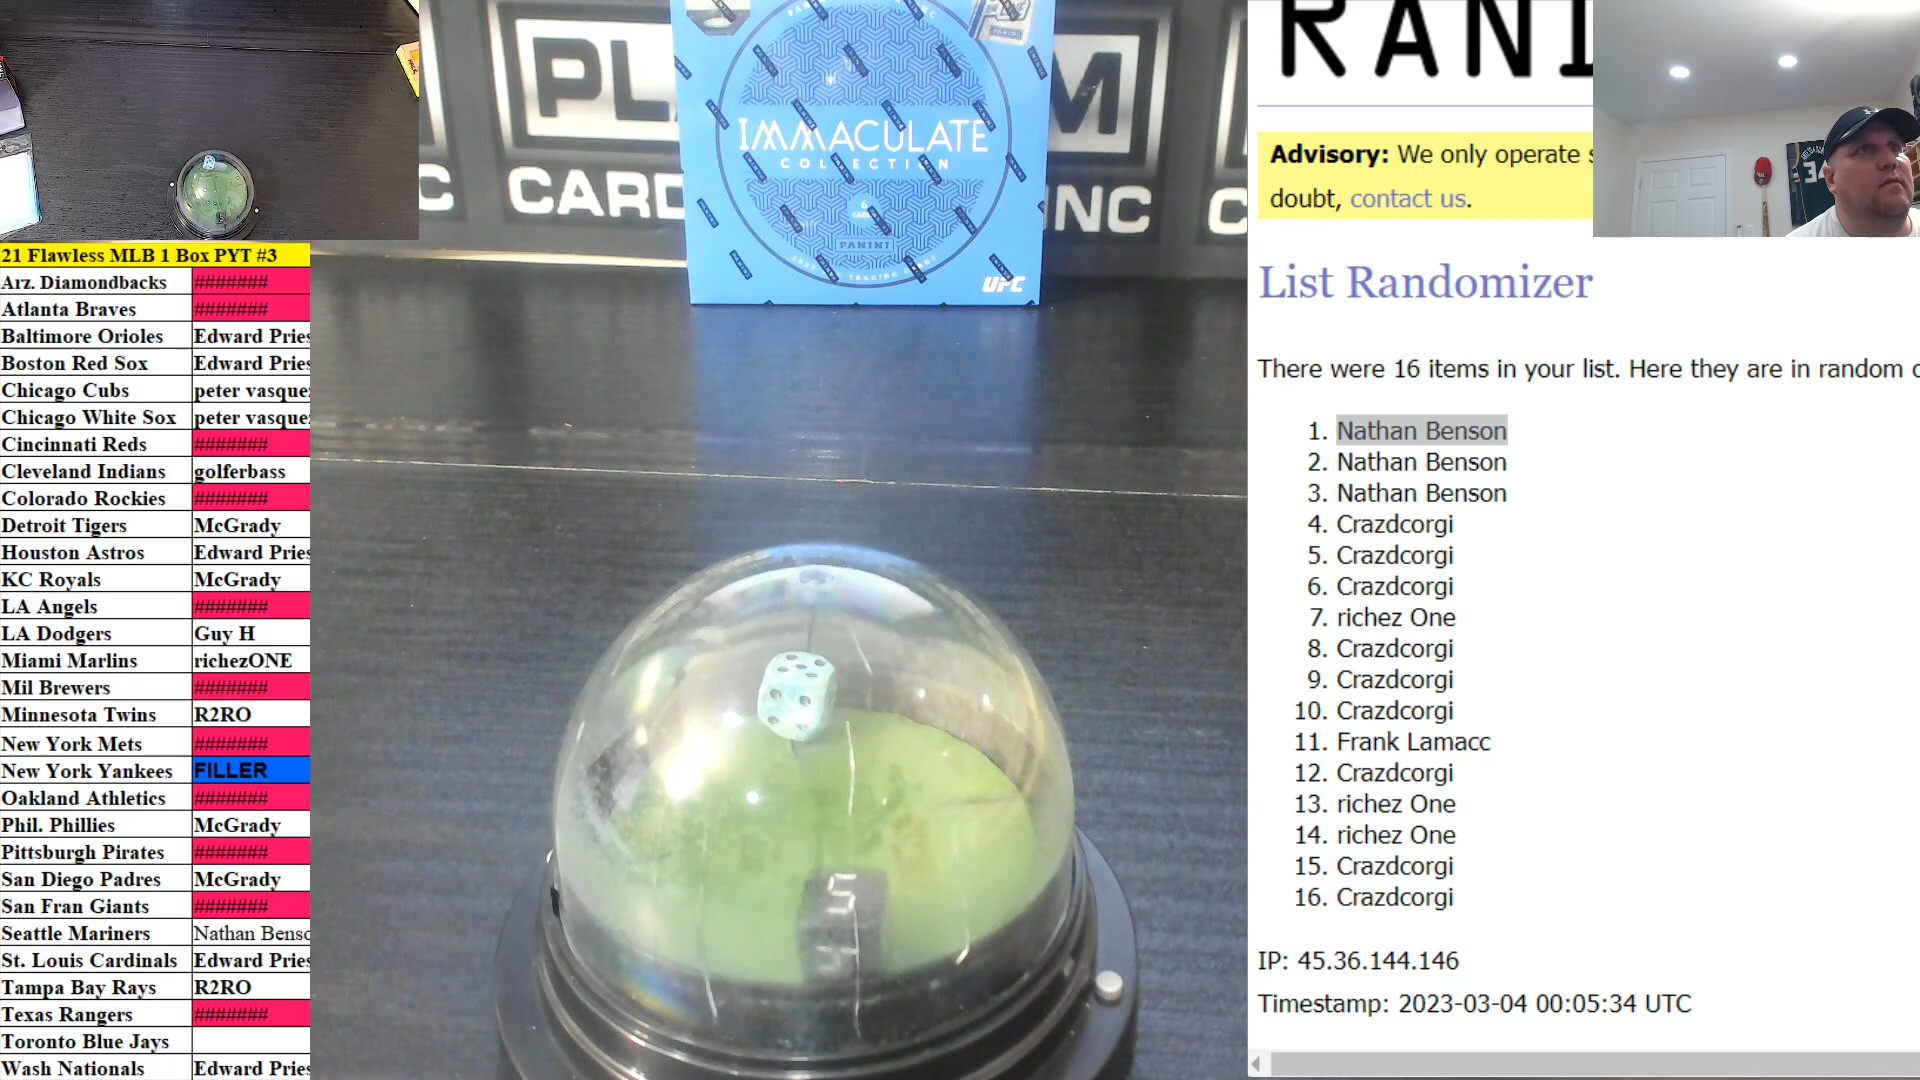 21 Flawless MLB 1 Box PYT #3
Arz. Diamondbacks #######
Atlanta Braves #######
Baltimore Orioles Edward Pries
Boston Red Sox Edward Pries
Chicago Cubs peter vasque
Chicago White Sox peter vasque
Cincinnati Reds #######
Cleveland Indians golferbass
Colorado Rockies #######
Detroit Tigers McGrady
Houston Astros Edward Pries
KC Royals McGrady
LA Angels #######
LA Dodgers Guy H
Miami Marlins richezONE
Mil Brewers #######
Minnesota Twins R2RO
New York Mets #######
New York Yankees FILLER
Oakland Athletics #######
Phil. Phillies McGrady
Pittsburgh Pirates #######
San Diego Padres McGrady
San Fran Giants #######
Seattle Mariners Nathan Benso
St. Louis Cardinals Edward Pries
Tampa Bay Rays R2RO
Texas Rangers #######
Toronto Blue Jays
Wash Nationals Edward Pries
PL M
CARD INC
C
C
IMMACULATE
COLLECTION
6
PANINI
UFC
5
RAN
Advisory: We only operate s
doubt, contact us.
34
List Randomizer
There were 16 items in your list. Here they are in random o
1. Nathan Benson
2. Nathan Benson
3. Nathan Benson
4. Crazdcorgi
5. Crazdcorgi
6. Crazdcorgi
7. richez One
8. Crazdcorgi
9. Crazdcorgi
10. Crazdcorgi
11. Frank Lamacc
12. Crazdcorgi
13. richez One
14. richez One
15. Crazdcorgi
16. Crazdcorgi
IP: 45.36.144.146
Timestamp: 2023-03-04 00:05:34 UTC